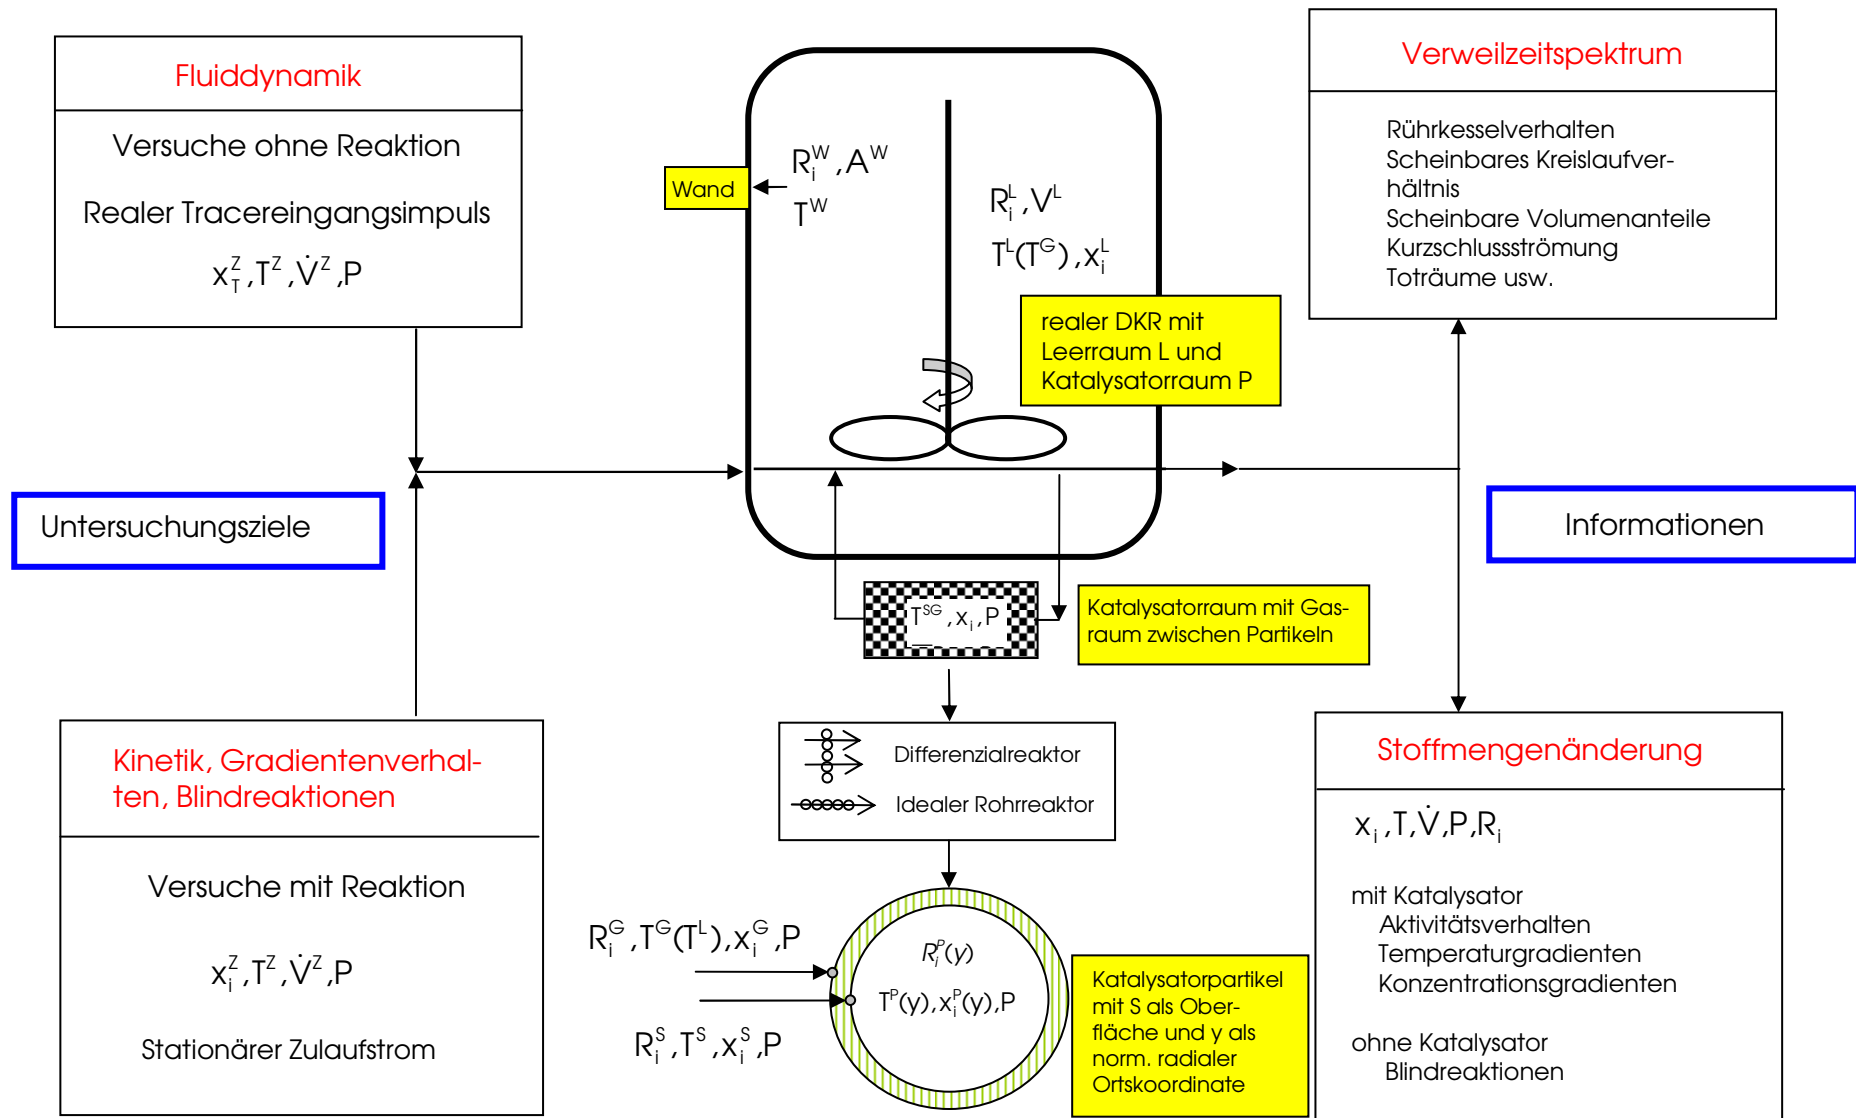 Fluiddynamik
Versuche ohne Reaktion
Realer Tracereingangsimpuls
x_T^Z, T^Z, V̇^Z, P
Untersuchungsziele
Kinetik, Gradientenverhal-
ten, Blindreaktionen
Versuche mit Reaktion
x_i^Z, T^Z, V̇^Z, P
Stationärer Zulaufstrom
Wand
R_i^W, A^W
T^W
R_i^L, V^L
T^L(T^G), x_i^L
realer DKR mit
Leerraum L und
Katalysatorraum P
T^SG, x_i, P
Katalysatorraum mit Gas-
raum zwischen Partikeln
Differenzialreaktor
Idealer Rohrreaktor
R_i^G, T^G(T^L), x_i^G, P
R_i^S, T^S, x_i^S, P
R_i^P(y)
T^P(y), x_i^P(y), P
Katalysatorpartikel
mit S als Ober-
fläche und y als
norm. radialer
Ortskoordinate
Verweilzeitspektrum
Rührkesselverhalten
Scheinbares Kreislaufver-
hältnis
Scheinbare Volumenanteile
Kurzschlussströmung
Toträume usw.
Informationen
Stoffmengenänderung
x_i, T, V̇, P, R_i
mit Katalysator
Aktivitätsverhalten
Temperaturgradienten
Konzentrationsgradienten
ohne Katalysator
Blindreaktionen